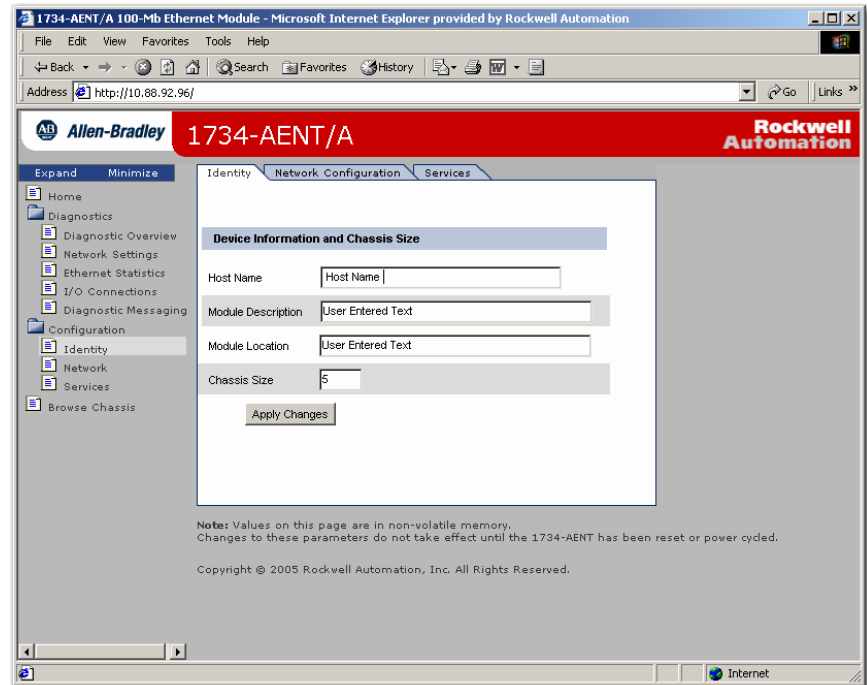 1734-AENT/A 100-Mb Ethernet Module - Microsoft Internet Explorer provided by Rockwell Automation
File Edit View Favorites Tools Help
Back Search Favorites History
Address http://10.88.92.96/ Go Links »
AB Allen-Bradley 1734-AENT/A Rockwell
Automation
Expand Minimize
Home
Diagnostics
Diagnostic Overview
Network Settings
Ethernet Statistics
I/O Connections
Diagnostic Messaging
Configuration
Identity
Network
Services
Browse Chassis
Identity Network Configuration Services
Device Information and Chassis Size
Host Name Host Name
Module Description User Entered Text
Module Location User Entered Text
Chassis Size 5
Apply Changes
Note: Values on this page are in non-volatile memory.
Changes to these parameters do not take effect until the 1734-AENT has been reset or power cycled.
Copyright © 2005 Rockwell Automation, Inc. All Rights Reserved.
Internet